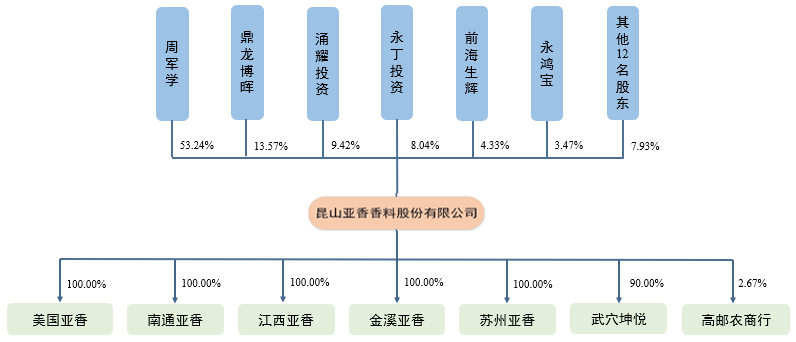 周军学
鼎龙博晖
涌耀投资
永丁投资
前海生辉
永鸿宝
其他12名股东
53.24%
13.57%
9.42%
8.04%
4.33%
3.47%
7.93%
昆山亚香香料股份有限公司
100.00%
100.00%
100.00%
100.00%
100.00%
90.00%
2.67%
美国亚香
南通亚香
江西亚香
金溪亚香
苏州亚香
武穴坤悦
高邮农商行